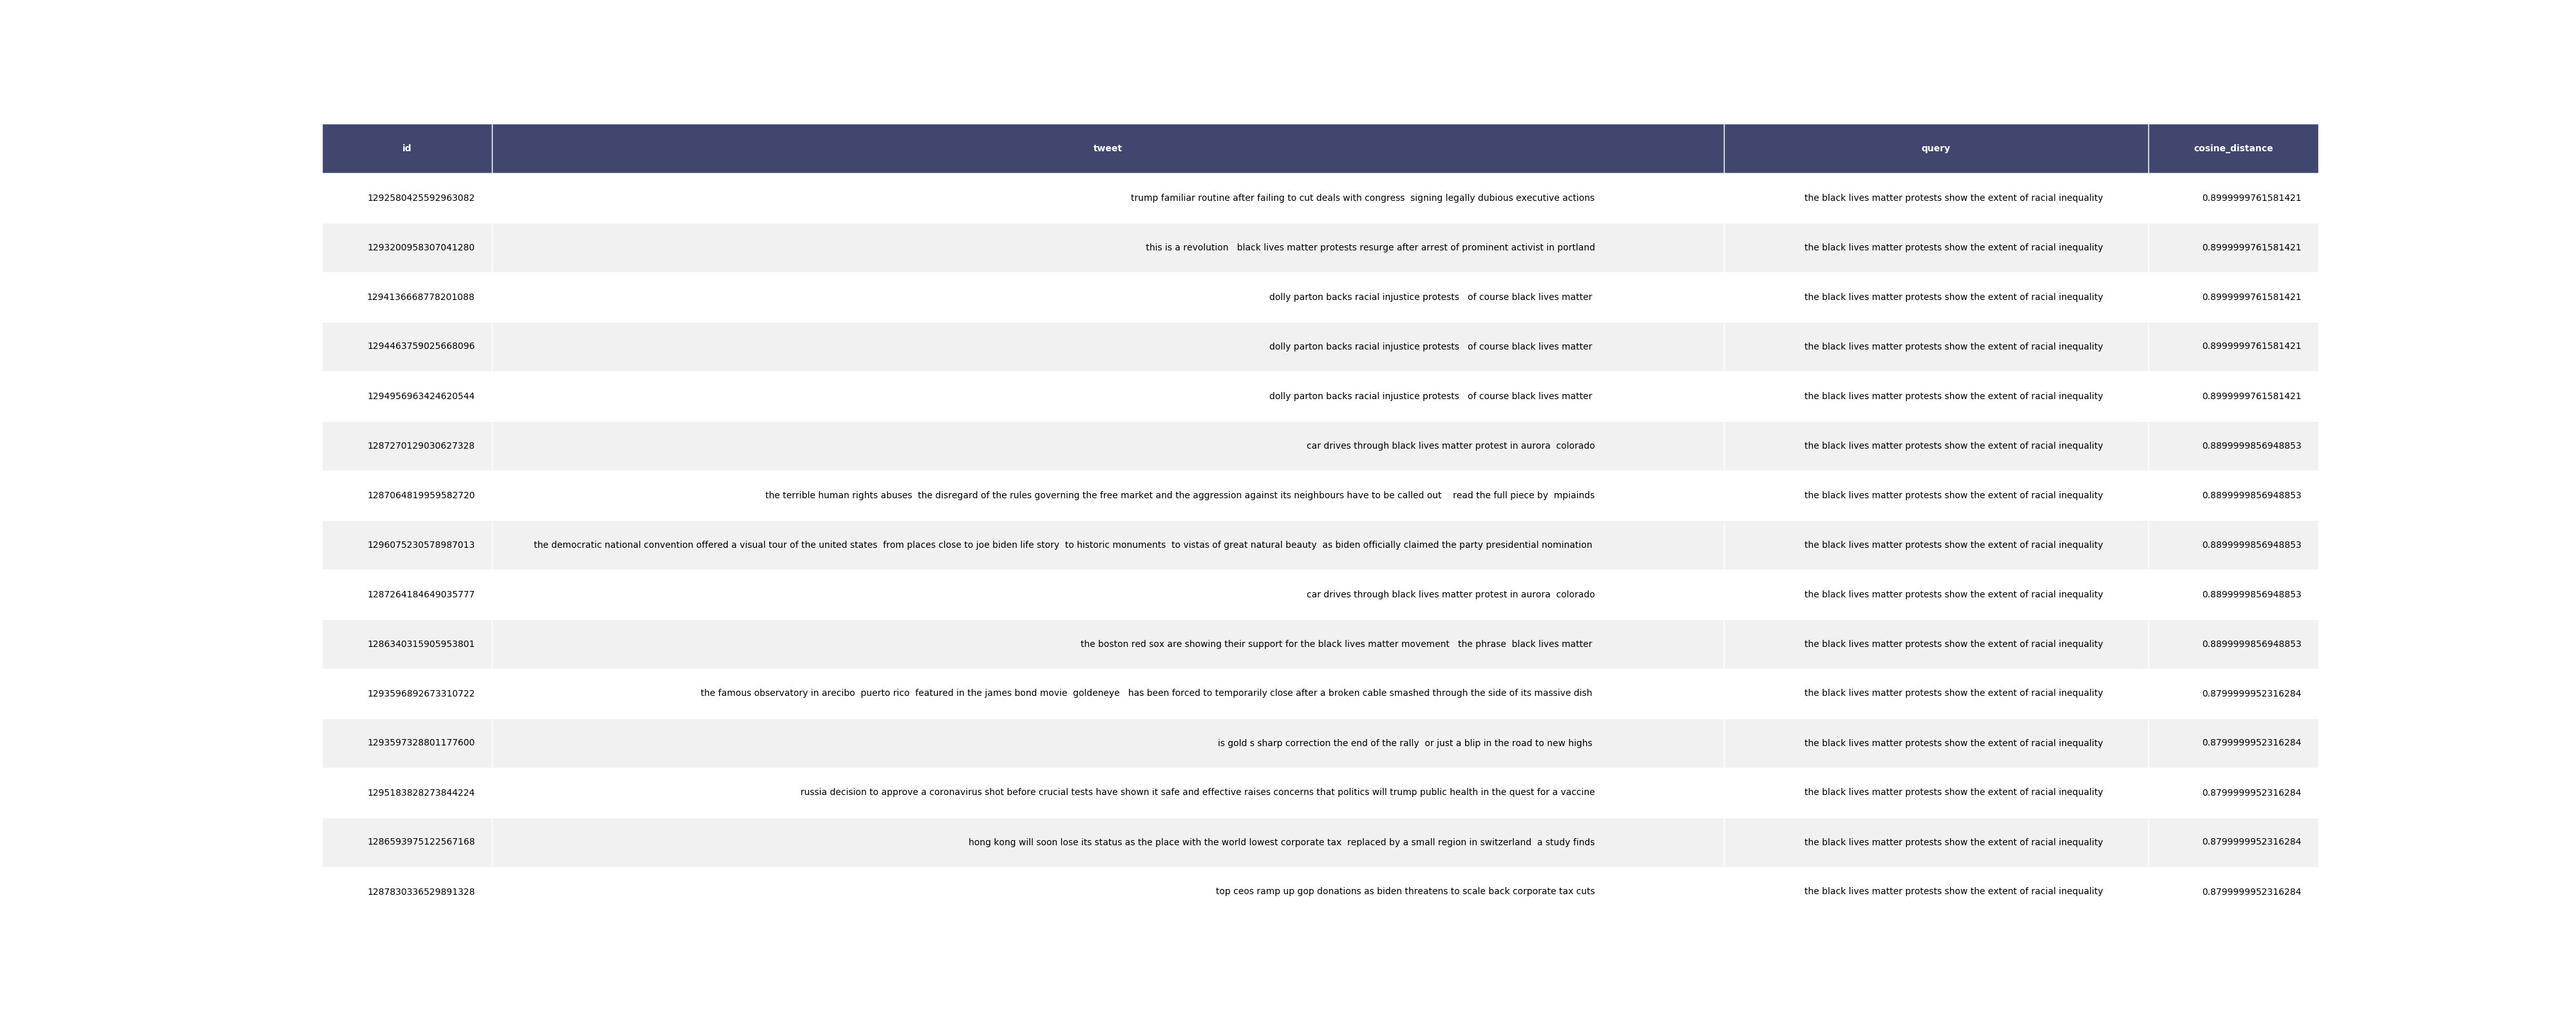 id tweet query cosine_distance
1292580425592963082 trump familiar routine after failing to cut deals with congress  signing legally dubious executive actions the black lives matter protests show the extent of racial inequality 0.8999999761581421
1293200958307041280 this is a revolution   black lives matter protests resurge after arrest of prominent activist in portland the black lives matter protests show the extent of racial inequality 0.8999999761581421
1294136668778201088 dolly parton backs racial injustice protests   of course black lives matter the black lives matter protests show the extent of racial inequality 0.8999999761581421
1294463759025668096 dolly parton backs racial injustice protests   of course black lives matter the black lives matter protests show the extent of racial inequality 0.8999999761581421
1294956963424620544 dolly parton backs racial injustice protests   of course black lives matter the black lives matter protests show the extent of racial inequality 0.8999999761581421
1287270129030627328 car drives through black lives matter protest in aurora  colorado the black lives matter protests show the extent of racial inequality 0.8899999856948853
1287064819959582720 the terrible human rights abuses  the disregard of the rules governing the free market and the aggression against its neighbours have to be called out    read the full piece by  mpiainds the black lives matter protests show the extent of racial inequality 0.8899999856948853
1296075230578987013 the democratic national convention offered a visual tour of the united states  from places close to joe biden life story  to historic monuments  to vistas of great natural beauty  as biden officially claimed the party presidential nomination the black lives matter protests show the extent of racial inequality 0.8899999856948853
1287264184649035777 car drives through black lives matter protest in aurora  colorado the black lives matter protests show the extent of racial inequality 0.8899999856948853
1286340315905953801 the boston red sox are showing their support for the black lives matter movement   the phrase  black lives matter the black lives matter protests show the extent of racial inequality 0.8899999856948853
1293596892673310722 the famous observatory in arecibo  puerto rico  featured in the james bond movie  goldeneye   has been forced to temporarily close after a broken cable smashed through the side of its massive dish the black lives matter protests show the extent of racial inequality 0.8799999952316284
1293597328801177600 is gold s sharp correction the end of the rally  or just a blip in the road to new highs the black lives matter protests show the extent of racial inequality 0.8799999952316284
1295183828273844224 russia decision to approve a coronavirus shot before crucial tests have shown it safe and effective raises concerns that politics will trump public health in the quest for a vaccine the black lives matter protests show the extent of racial inequality 0.8799999952316284
1286593975122567168 hong kong will soon lose its status as the place with the world lowest corporate tax  replaced by a small region in switzerland  a study finds the black lives matter protests show the extent of racial inequality 0.8799999952316284
1287830336529891328 top ceos ramp up gop donations as biden threatens to scale back corporate tax cuts the black lives matter protests show the extent of racial inequality 0.8799999952316284